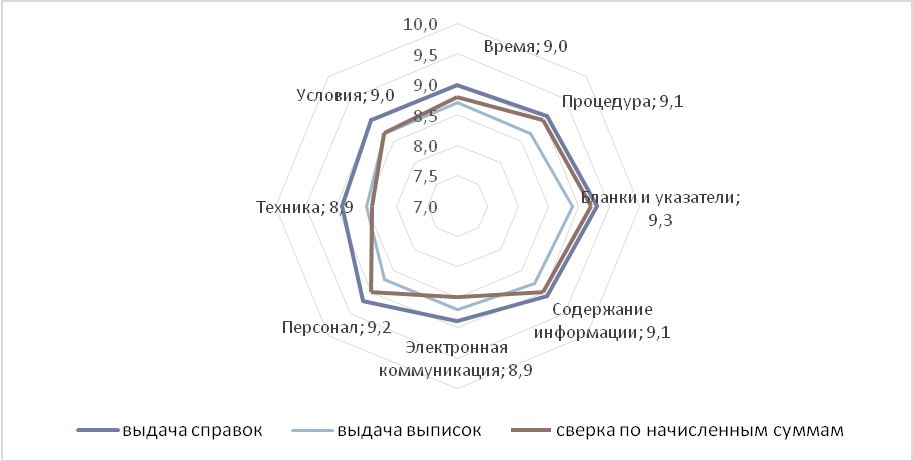 10,0
9,5
9,0
8,5
8,0
7,5
7,0
Время; 9,0
Процедура; 9,1
Бланки и указатели;
9,3
Содержание
информации; 9,1
Электронная
коммуникация; 8,9
Персонал; 9,2
Техника; 8,9
Условия; 9,0
выдача справок
выдача выписок
сверка по начисленным суммам